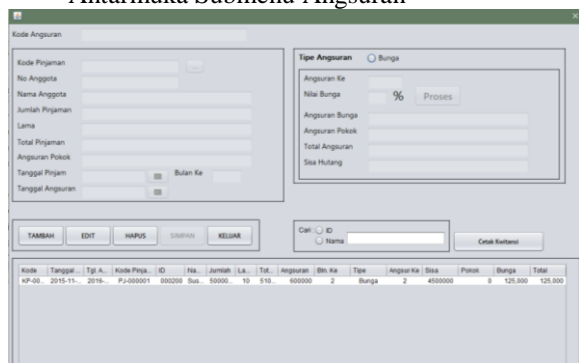 Antarmuka Submenu Angsuran
Kode Angsuran
Kode Pinjaman
...
No Anggota
Nama Anggota
Jumlah Pinjaman
Lama
Total Pinjaman
Angsuran Pokok
Tanggal Pinjam
Bulan Ke
Tanggal Angsuran
Tipe Angsuran Bunga
Angsuran Ke
Nilai Bunga % Proses
Angsuran Bunga
Angsuran Pokok
Total Angsuran
Sisa Hutang
TAMBAH EDIT HAPUS SIMPAN KELUAR
Cari : ID
Nama
Cetak Kwitansi
Kode Tanggal ... Tgl. A... Kode Pinja... ID Na... Jumlah La... Tot... Angsuran Bln. Ke Tipe Angsur Ke Sisa Pokok Bunga Total
KP-00... 2015-11-... 2016-... PJ-000001 000200 Sus... 50000... 10 510... 600000 2 Bunga 2 4500000 0 125,000 125,000